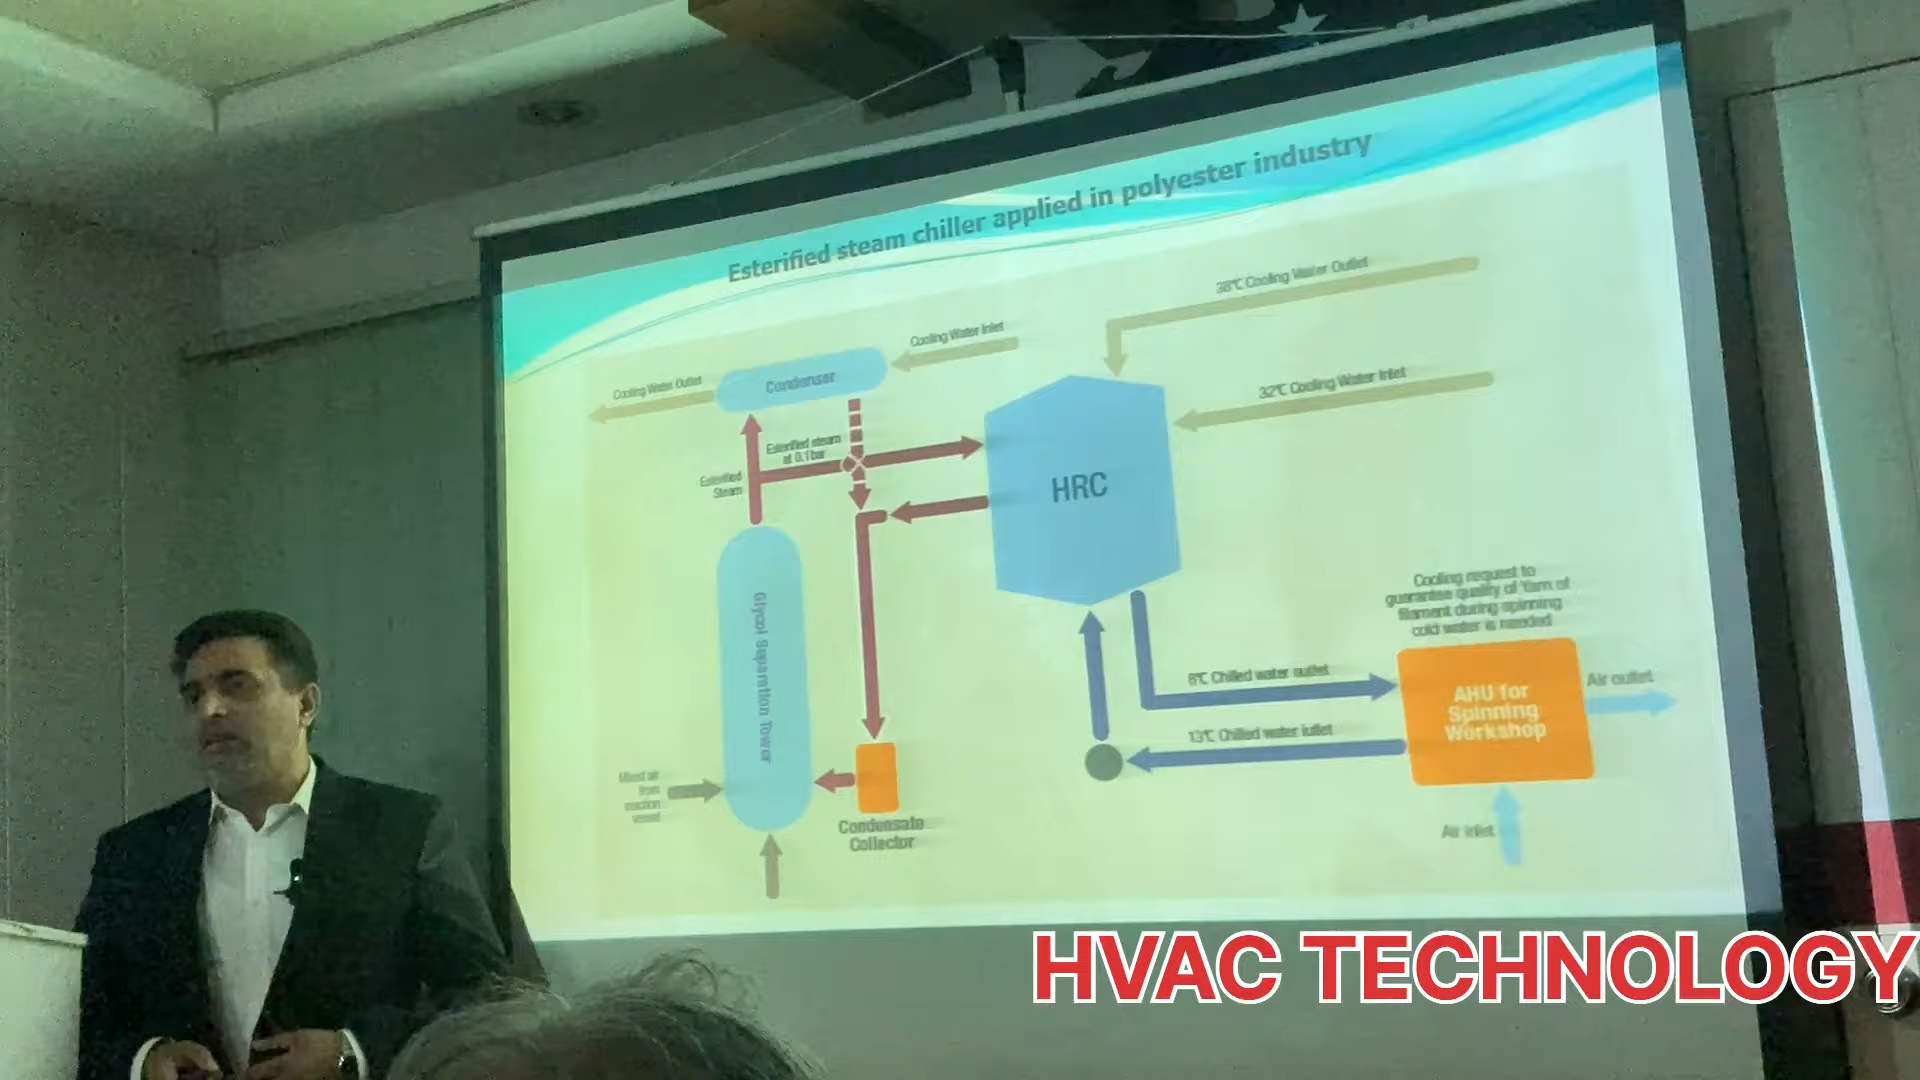 Esterified steam chiller applied in polyester industry
38℃ Cooling Water Outlet
Cooling Water Inlet
Cooling Water Outlet
Condenser
32℃ Cooling Water Inlet
Esterified steam
at 0.1bar
Esterified
Steam
HRC
Glycol Separation Tower
Cooling request to
guarantee quality of Yarn of
filament during spinning
cold water is needed
8℃ Chilled water outlet
AHU for
Spinning
Workshop
Air outlet
13℃ Chilled water iutlet
Mixed air
from
reaction
vessel
Condensate
Collector
Air inlet
HVAC TECHNOLOGY